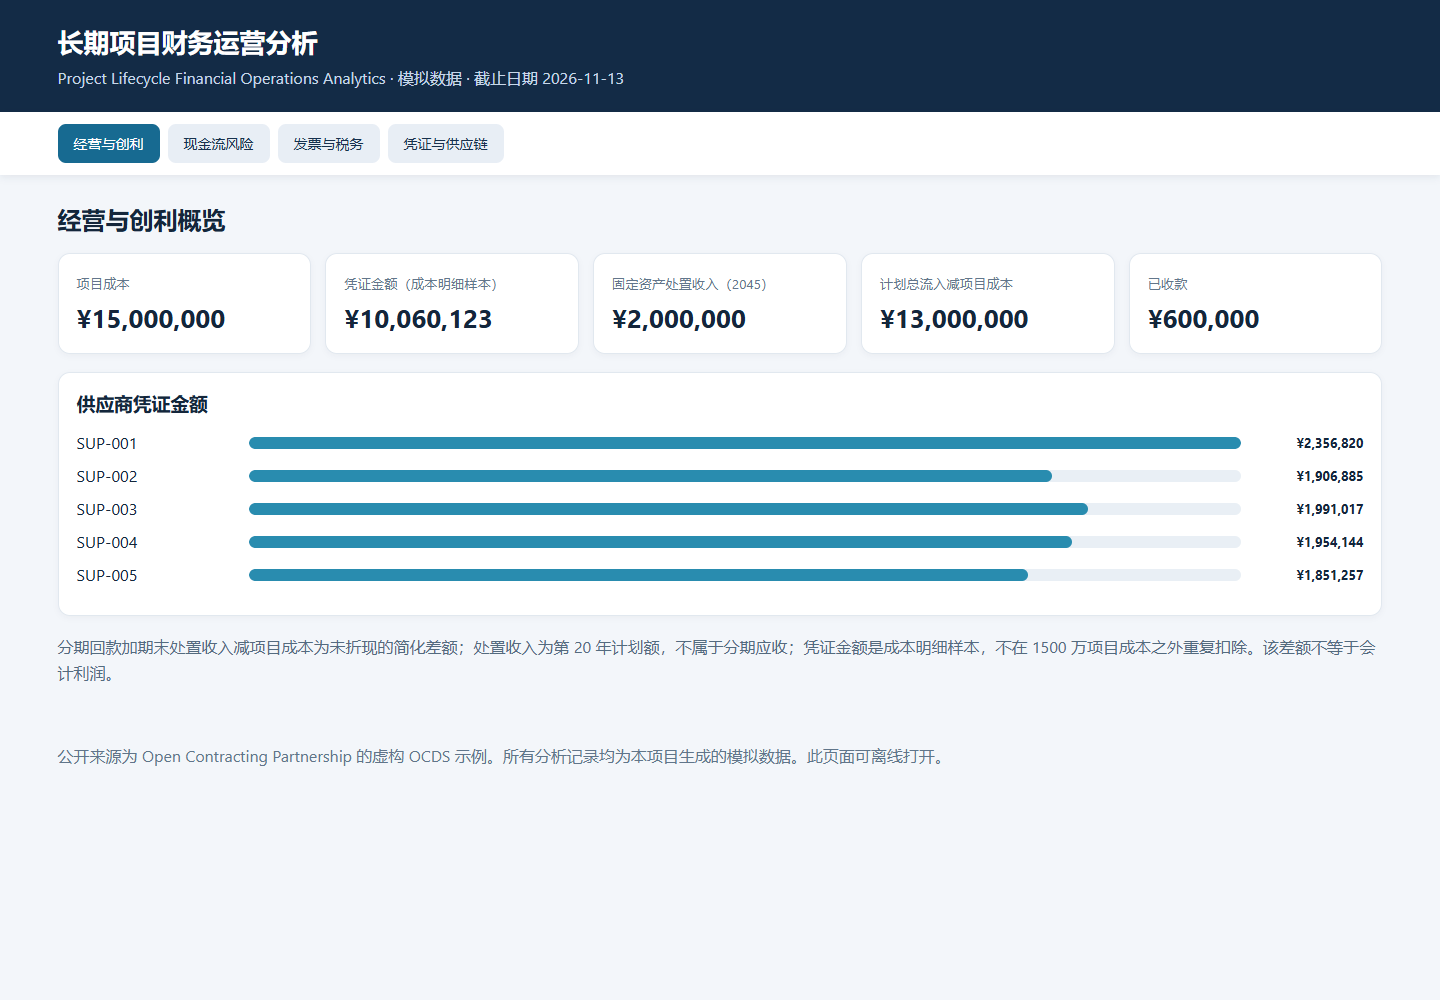 长期项目财务运营分析
Project Lifecycle Financial Operations Analytics · 模拟数据 · 截止日期 2026-11-13
经营与创利
现金流风险
发票与税务
凭证与供应链
经营与创利概览
项目成本
¥15,000,000
凭证金额（成本明细样本）
¥10,060,123
固定资产处置收入（2045）
¥2,000,000
计划总流入减项目成本
¥13,000,000
已收款
¥600,000
供应商凭证金额
SUP-001 ¥2,356,820
SUP-002 ¥1,906,885
SUP-003 ¥1,991,017
SUP-004 ¥1,954,144
SUP-005 ¥1,851,257
分期回款加期末处置收入减项目成本为未折现的简化差额；处置收入为第 20 年计划额，不属于分期应收；凭证金额是成本明细样本，不在 1500 万项目成本之外重复扣除。该差额不等于会
计利润。
公开来源为 Open Contracting Partnership 的虚构 OCDS 示例。所有分析记录均为本项目生成的模拟数据。此页面可离线打开。